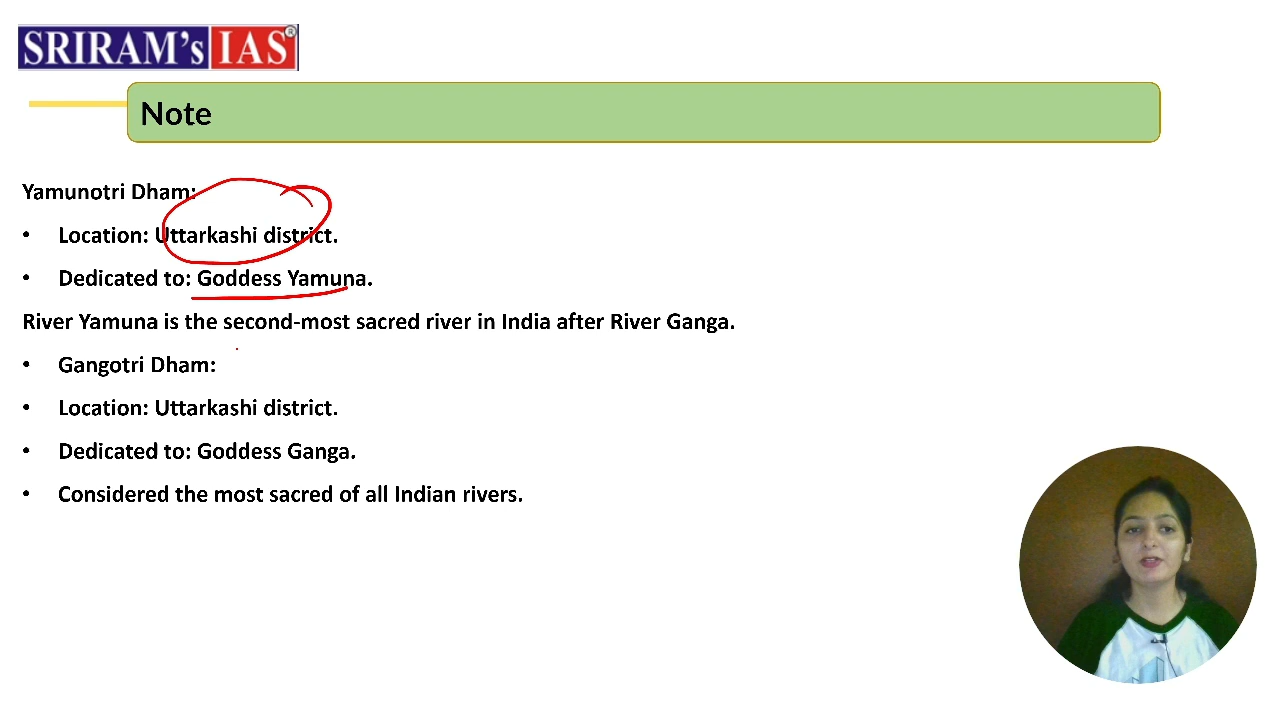 SRIRAM's IAS®
Note
Yamunotri Dham:
• Location: Uttarkashi district.
• Dedicated to: Goddess Yamuna.
River Yamuna is the second-most sacred river in India after River Ganga.
• Gangotri Dham:
• Location: Uttarkashi district.
• Dedicated to: Goddess Ganga.
• Considered the most sacred of all Indian rivers.